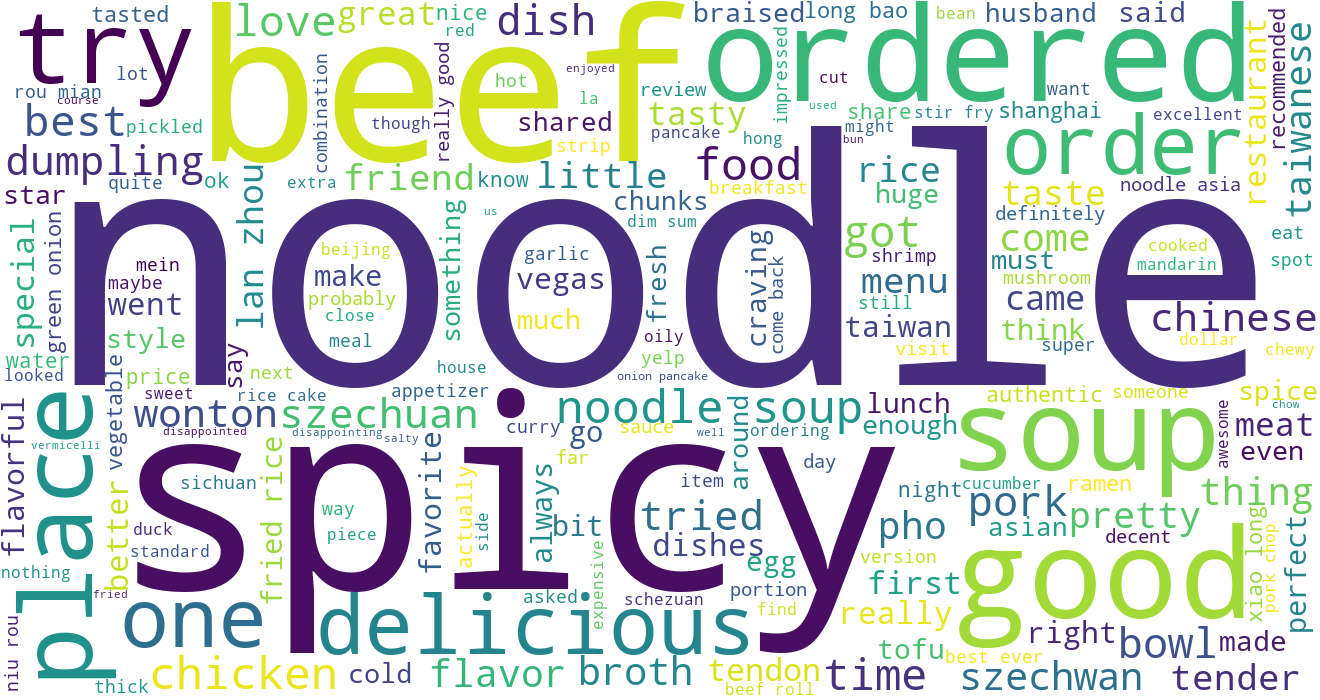 try
beef
ordered
noodle
spicy
soup
good
place
delicious
one
order
dumpling
best
love
great
dish
nice
red
tasted
lot
rou mian
course
pickled
star
quite
ok
extra
friend
know
little
combination
really good
hot
enjoyed
la
though
shared
strip
braised
long bao
review
tasty
pancake
hong
impressed
cut
share
stir fry
used
might
bun
bean
husband
said
want
shanghai
excellent
restaurant
recommended
taiwanese
food
breakfast
chunks
dim sum
us
rice
huge
got
shrimp
menu
still
taiwan
visit
taste
noodle asia
definitely
come
must
mushroom
came
think
super
cooked
mandarin
eat
spot
chinese
dollar
chewy
special
green onion
mein
maybe
went
style
water
looked
price
sweet
say
next
lan zhou
beijing
make
probably
close
meal
something
garlic
vegas
much
fresh
oily
yelp
craving
come back
house
appetizer
onion pancake
rice cake
wonton
szechuan
disappointed
disappointing
salty
noodle soup
curry
go
sauce
well
far
around
ordering
day
lunch
enough
authentic
someone
spice
chow
meat
even
awesome
flavorful
vermicelli
vegetable
better
sichuan
duck
standard
fried
nothing
niu rou
fried rice
way
piece
favorite
actually
side
always
bit
tried
dishes
item
egg
portion
find
asked
schezuan
expensive
pho
night
cucumber
pork
asian
ramen
pretty
decent
thing
version
first
really
perfect
xiao long
pork chop
right
made
bowl
tofu
best ever
chicken
thick
cold
flavor
broth
tendon
beef roll
time
szechwan
tender